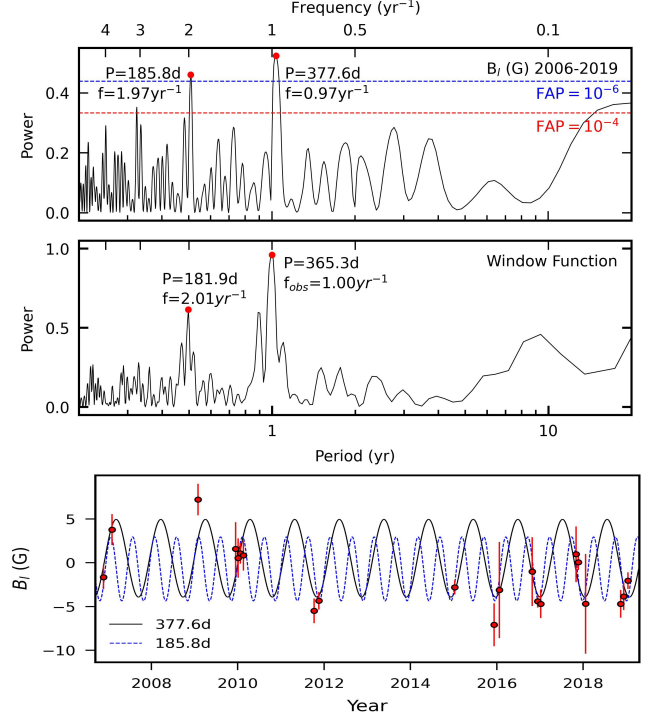 Frequency (yr⁻¹)
4 3 2 1 0.5 0.1
B_l (G) 2006-2019
P=185.8d
f=1.97yr⁻¹
P=377.6d
f=0.97yr⁻¹
FAP = 10⁻⁶
FAP = 10⁻⁴
Power
0.4
0.2
0.0
Window Function
P=365.3d
f_obs=1.00yr⁻¹
P=181.9d
f=2.01yr⁻¹
Power
1.0
0.5
0.0
1 10
Period (yr)
B_l (G)
5
0
−5
−10
377.6d
185.8d
2008 2010 2012 2014 2016 2018
Year